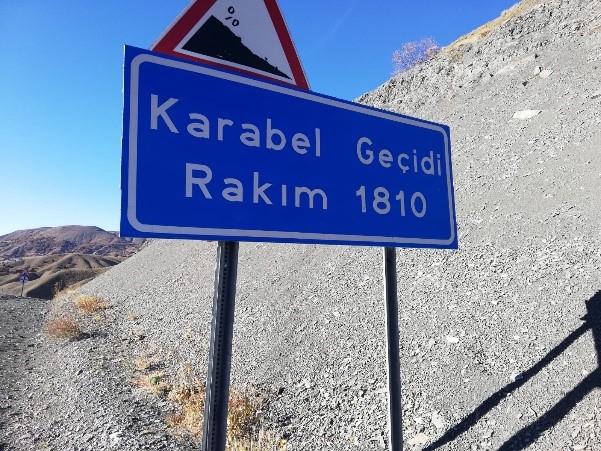 %
Karabel Geçidi
Rakım 1810